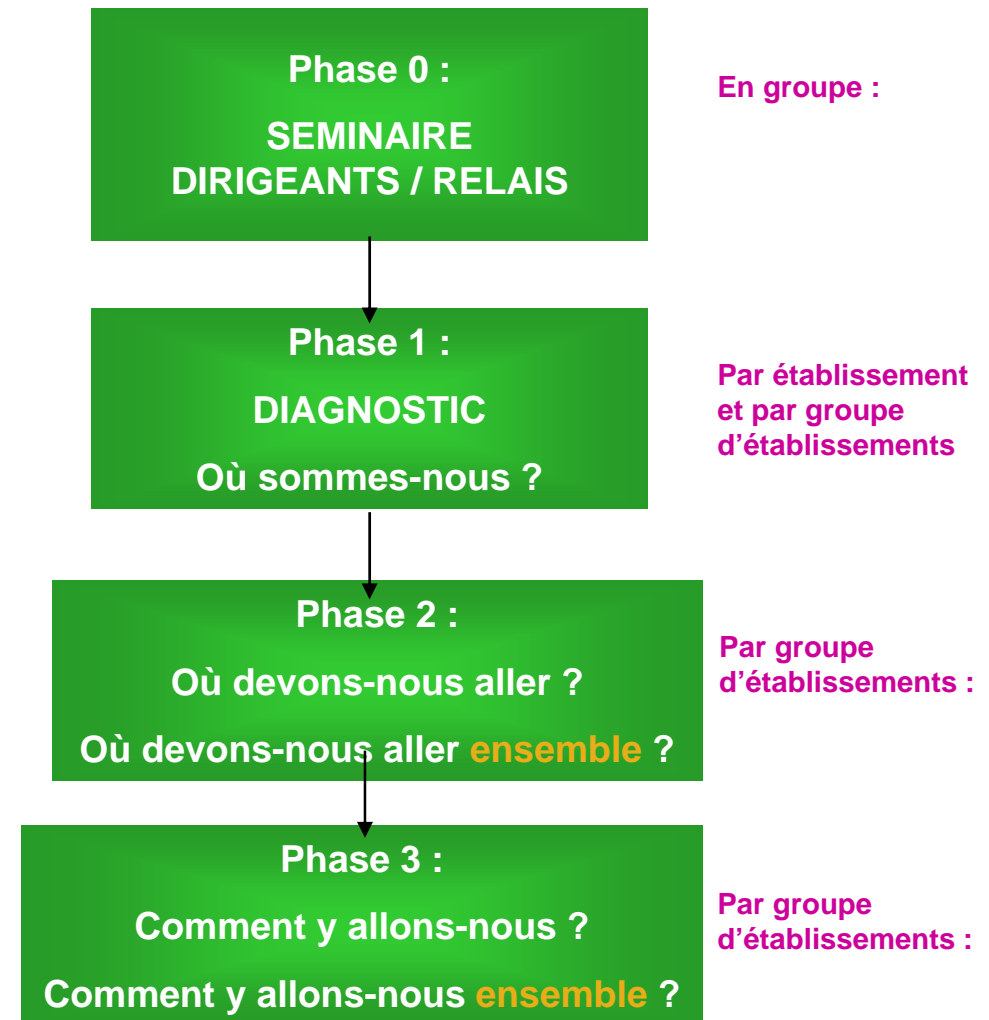 Phase 0 :
SEMINAIRE
DIRIGEANTS / RELAIS
En groupe :
Phase 1 :
DIAGNOSTIC
Où sommes-nous ?
Par établissement
et par groupe
d’établissements
Phase 2 :
Où devons-nous aller ?
Où devons-nous aller ensemble ?
Par groupe
d’établissements :
Phase 3 :
Comment y allons-nous ?
Comment y allons-nous ensemble ?
Par groupe
d’établissements :